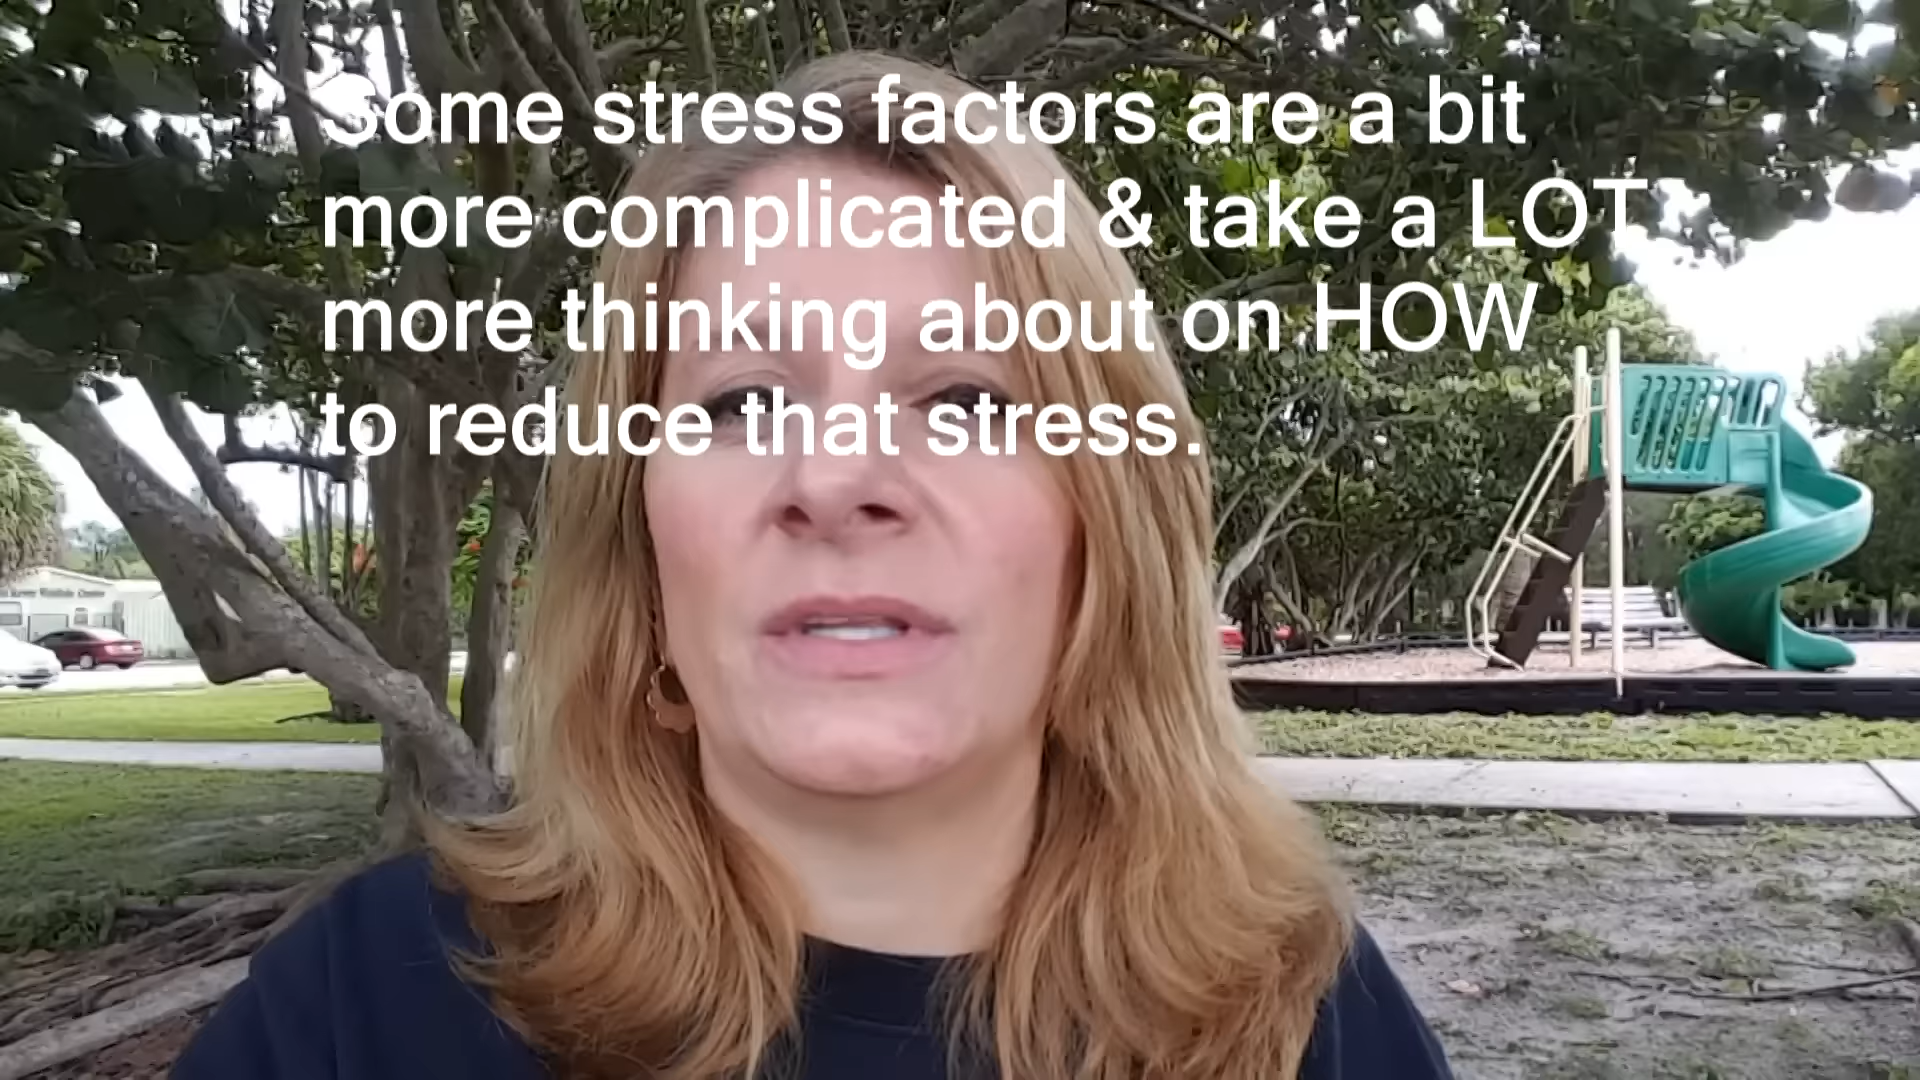 Some stress factors are a bit
more complicated & take a LOT
more thinking about on HOW
to reduce that stress.